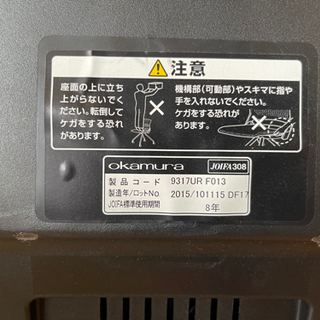 注意
座面の上に立ち
上がらないでく
ださい。転倒して
ケガをする恐れ
があります。
機構部(可動部)やスキマに指や
手を入れないでください。
ケガをする恐れ
があります。
okamura
JOIFA308
製品コード 9317UR F013
製造年/ロットNo. 2015/101115 DF17
JOIFA標準使用期間 8年